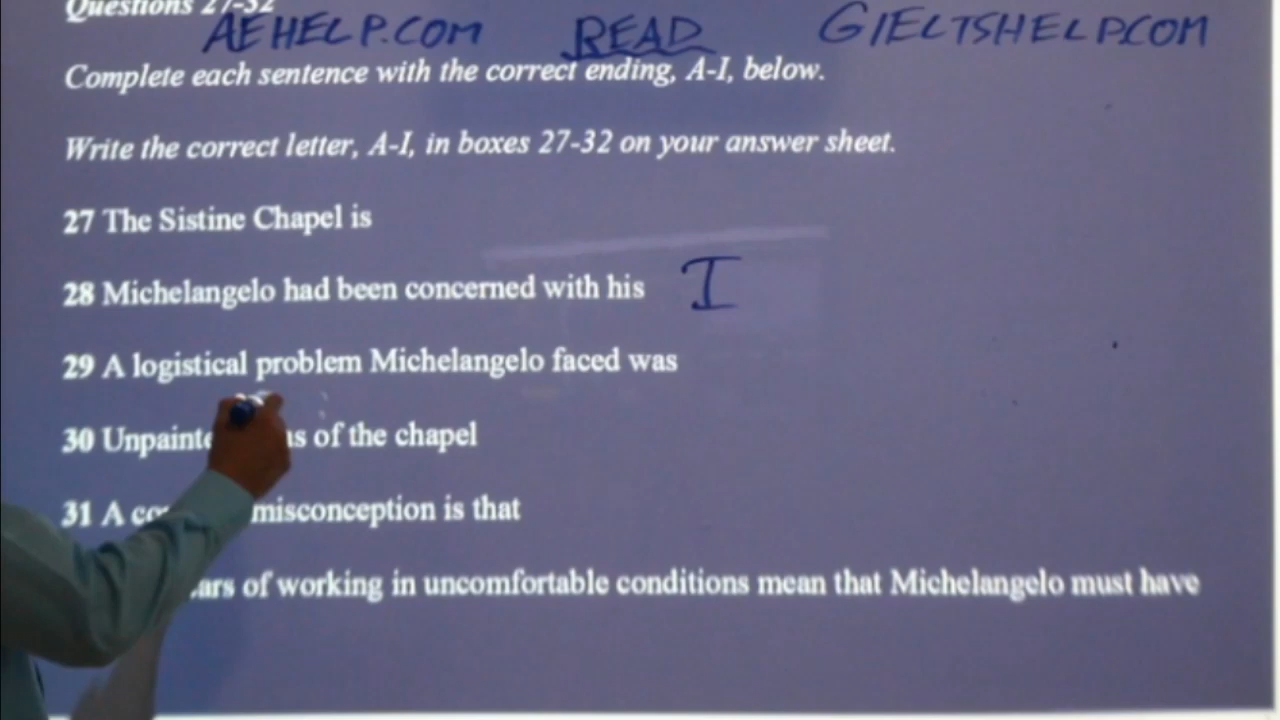 Questions 27-32
AEHELP.COM READ GIELTSHELP.COM
Complete each sentence with the correct ending, A-I, below.
Write the correct letter, A-I, in boxes 27-32 on your answer sheet.
27 The Sistine Chapel is
28 Michelangelo had been concerned with his I
29 A logistical problem Michelangelo faced was
30 of the chapel
31 A misconception is that
of working in uncomfortable conditions mean that Michelangelo must have